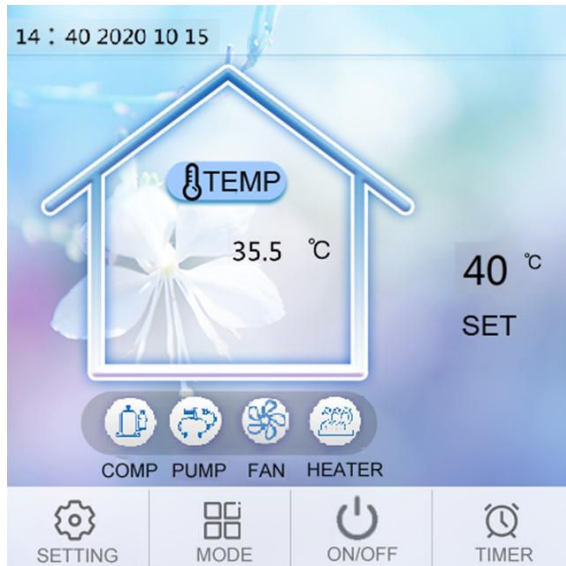 14 : 40 2020 10 15
TEMP
35.5 ℃
40 ℃
SET
COMP PUMP FAN HEATER
SETTING MODE ON/OFF TIMER